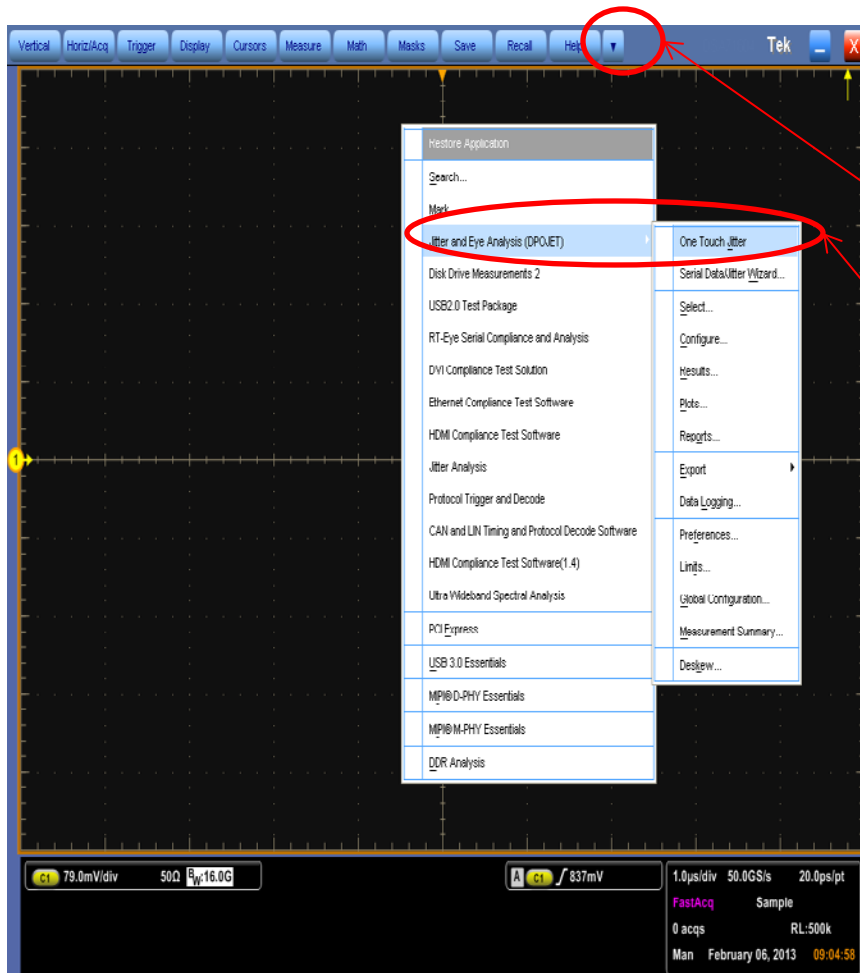 Vertical Horiz/Acq Trigger Display Cursors Measure Math Masks Save Recall Help Tek X
Restore Application
Search...
Mark...
Jitter and Eye Analysis (DPOJET)
Disk Drive Measurements 2
USB2.0 Test Package
RT-Eye Serial Compliance and Analysis
DVI Compliance Test Solution
Ethernet Compliance Test Software
HDMI Compliance Test Software
Jitter Analysis
Protocol Trigger and Decode
CAN and LIN Timing and Protocol Decode Software
HDMI Compliance Test Software(1.4)
Ultra Wideband Spectral Analysis
PCI Express
USB 3.0 Essentials
MIPI® D-PHY Essentials
MIPI® M-PHY Essentials
DDR Analysis
One Touch Jitter
Serial Data/Jitter Wizard...
Select...
Configure...
Results...
Plots...
Reports...
Export
Data Logging...
Preferences...
Limits...
Global Configuration...
Measurement Summary...
Deskew...
1
C1 79.0mV/div 50Ω BW:16.0G
A C1 837mV
1.0µs/div 50.0GS/s 20.0ps/pt
FastAcq Sample
0 acqs RL:500k
Man February 06, 2013 09:04:58